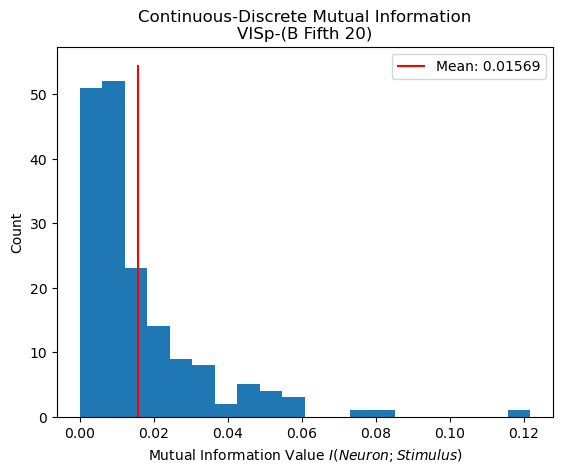 Continuous-Discrete Mutual Information
VISp-(B Fifth 20)
Mean: 0.01569
50
40
30
20
10
0
Count
0.00 0.02 0.04 0.06 0.08 0.10 0.12
Mutual Information Value I(Neuron; Stimulus)